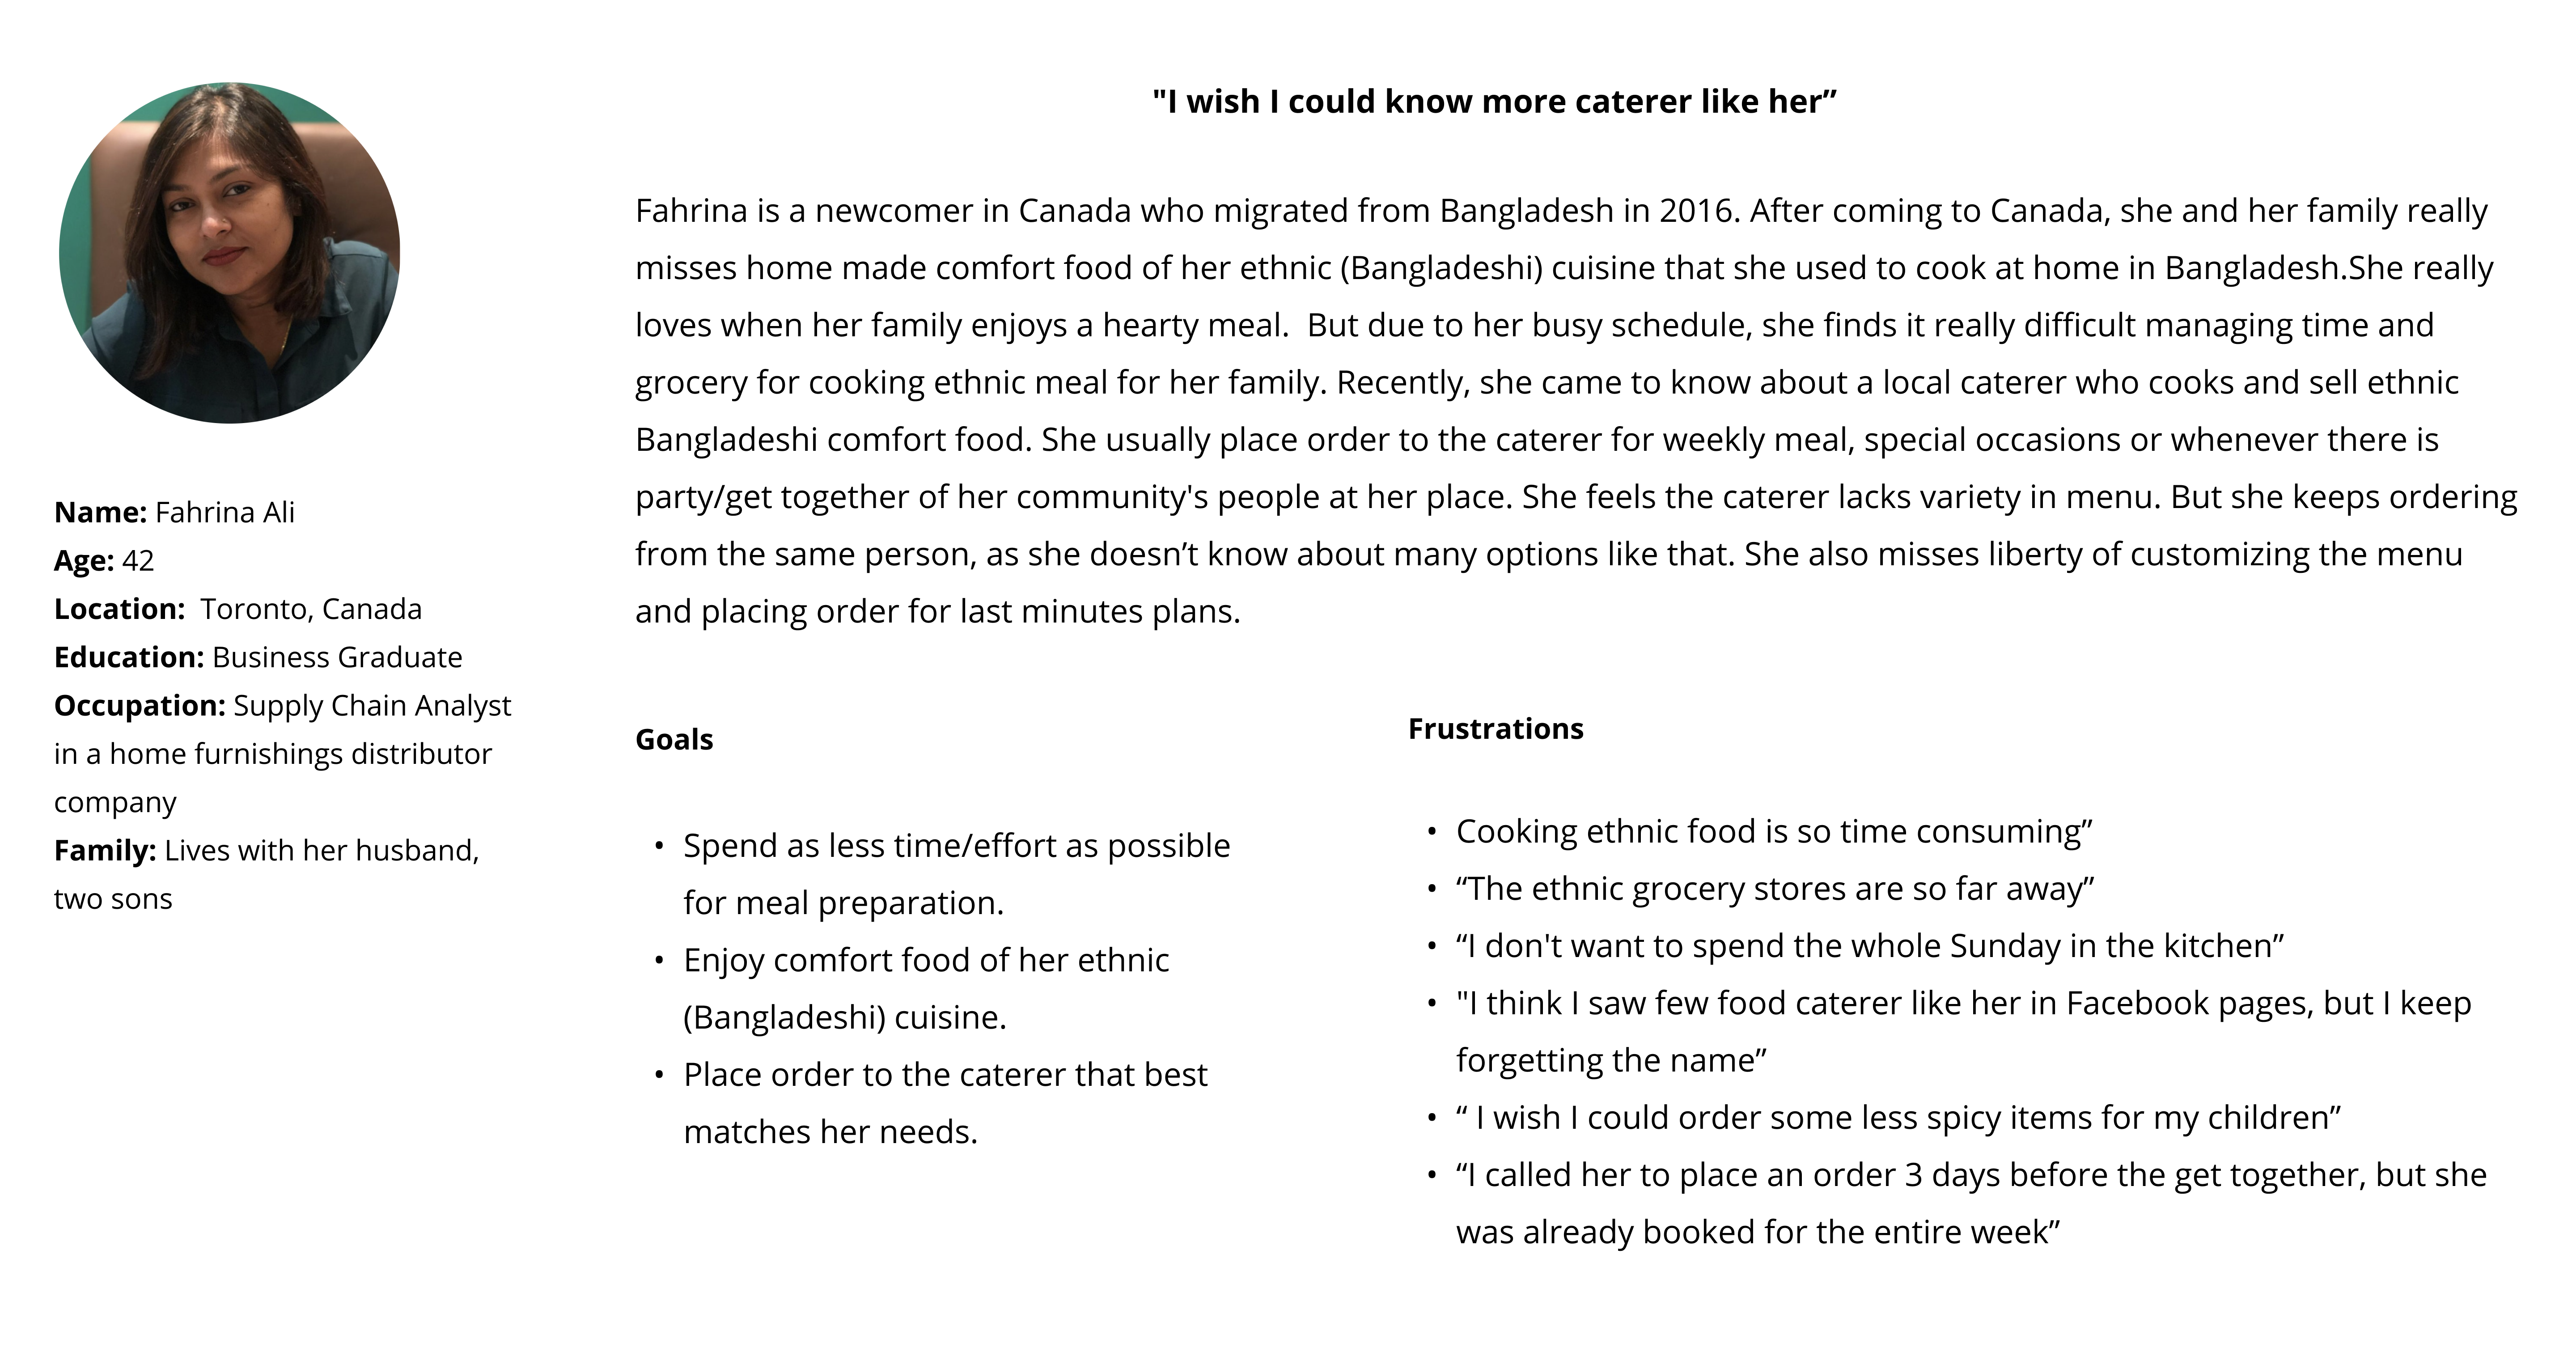 "I wish I could know more caterer like her”
Fahrina is a newcomer in Canada who migrated from Bangladesh in 2016. After coming to Canada, she and her family really
misses home made comfort food of her ethnic (Bangladeshi) cuisine that she used to cook at home in Bangladesh.She really
loves when her family enjoys a hearty meal.  But due to her busy schedule, she finds it really difficult managing time and
grocery for cooking ethnic meal for her family. Recently, she came to know about a local caterer who cooks and sell ethnic
Bangladeshi comfort food. She usually place order to the caterer for weekly meal, special occasions or whenever there is
party/get together of her community's people at her place. She feels the caterer lacks variety in menu. But she keeps ordering
from the same person, as she doesn’t know about many options like that. She also misses liberty of customizing the menu
and placing order for last minutes plans.
Name: Fahrina Ali
Age: 42
Location:  Toronto, Canada
Education: Business Graduate
Occupation: Supply Chain Analyst
in a home furnishings distributor
company
Family: Lives with her husband,
two sons
Goals
• Spend as less time/effort as possible
for meal preparation.
• Enjoy comfort food of her ethnic
(Bangladeshi) cuisine.
• Place order to the caterer that best
matches her needs.
Frustrations
• Cooking ethnic food is so time consuming”
• “The ethnic grocery stores are so far away”
• “I don't want to spend the whole Sunday in the kitchen”
• "I think I saw few food caterer like her in Facebook pages, but I keep
forgetting the name”
• “ I wish I could order some less spicy items for my children”
• “I called her to place an order 3 days before the get together, but she
was already booked for the entire week”